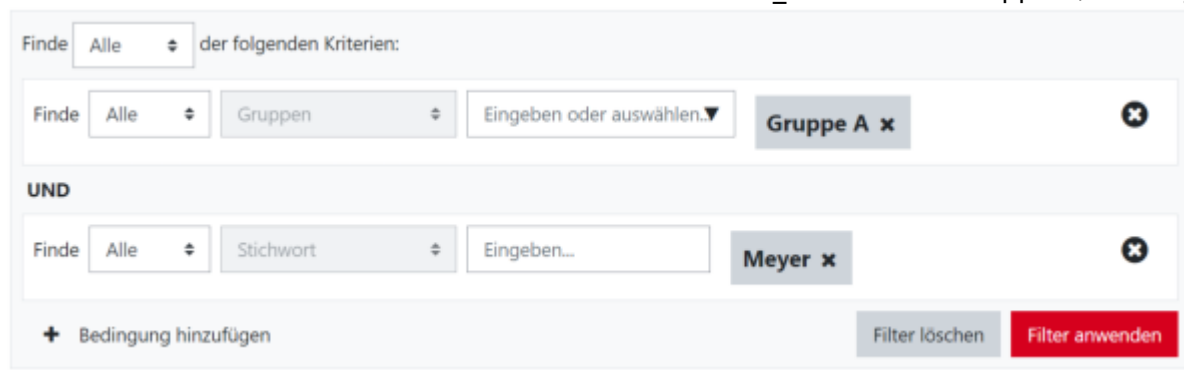 Finde Alle der folgenden Kriterien:
Finde Alle Gruppen Eingeben oder auswählen..▼ Gruppe A ×
UND
Finde Alle Stichwort Eingeben... Meyer ×
+ Bedingung hinzufügen Filter löschen Filter anwenden